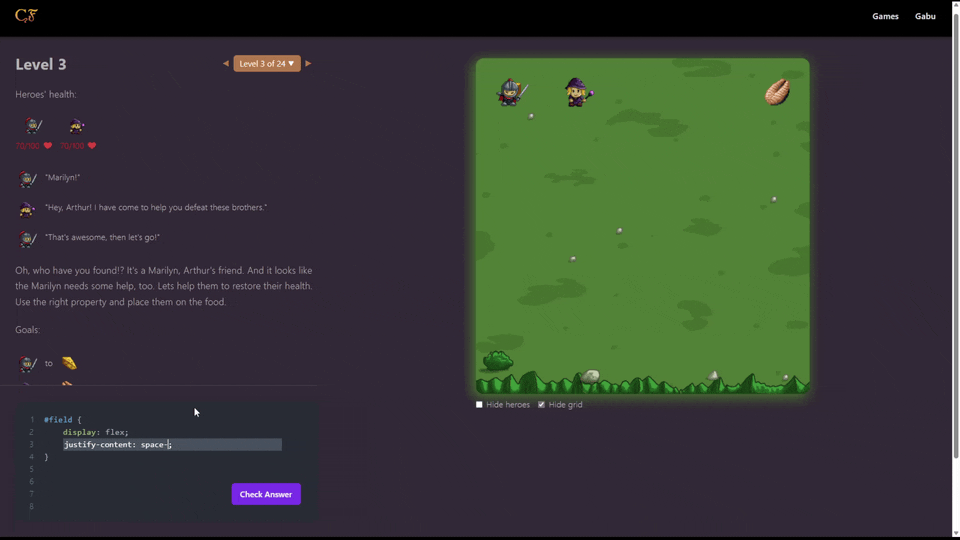 CF
Games
Gabu
Level 3
◀ Level 3 of 24 ▼ ▶
Heroes' health:
70/100 70/100
"Marilyn!"
"Hey, Arthur! I have come to help you defeat these brothers."
"That's awesome, then let's go!"
Oh, who have you found!? It's a Marilyn, Arthur's friend. And it looks like
the Marilyn needs some help, too. Lets help them to restore their health.
Use the right property and place them on the food.
Goals:
to
Hide heroes Hide grid
1 #field {
2 display: flex;
3 justify-content: space-;
4 }
5
6
7
8
Check Answer